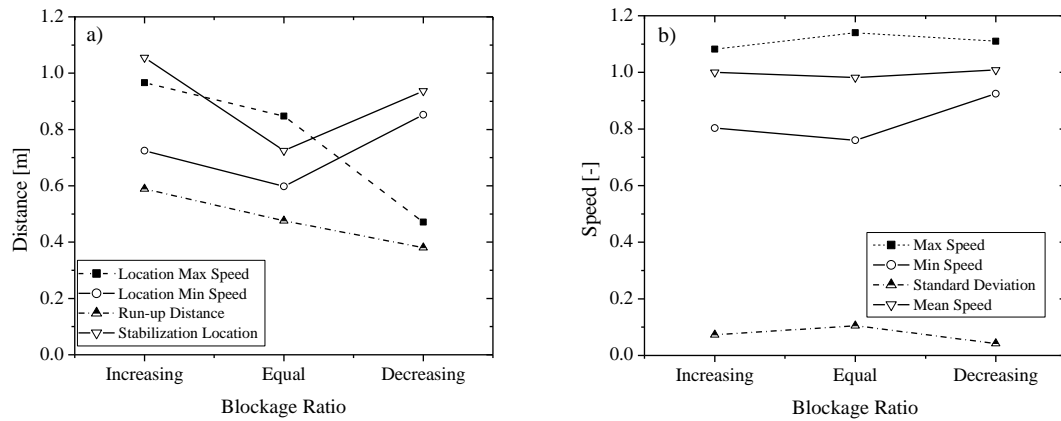 a)
1.2
1.0
0.8
0.6
0.4
0.2
0.0
Distance [m]
Location Max Speed
Location Min Speed
Run-up Distance
Stabilization Location
Increasing Equal Decreasing
Blockage Ratio
b)
1.2
1.0
0.8
0.6
0.4
0.2
0.0
Speed [-]
Max Speed
Min Speed
Standard Deviation
Mean Speed
Increasing Equal Decreasing
Blockage Ratio